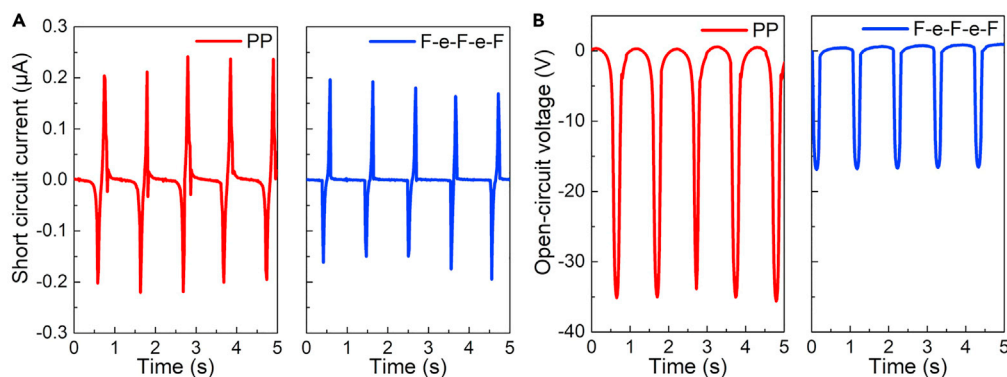 A
Short circuit current (µA)
0.3
0.2
0.1
0.0
-0.1
-0.2
-0.3
PP
0 1 2 3 4 5
Time (s)
F-e-F-e-F
0 1 2 3 4 5
Time (s)
B
Open-circuit voltage (V)
0
-10
-20
-30
-40
PP
0 1 2 3 4 5
Time (s)
F-e-F-e-F
0 1 2 3 4 5
Time (s)